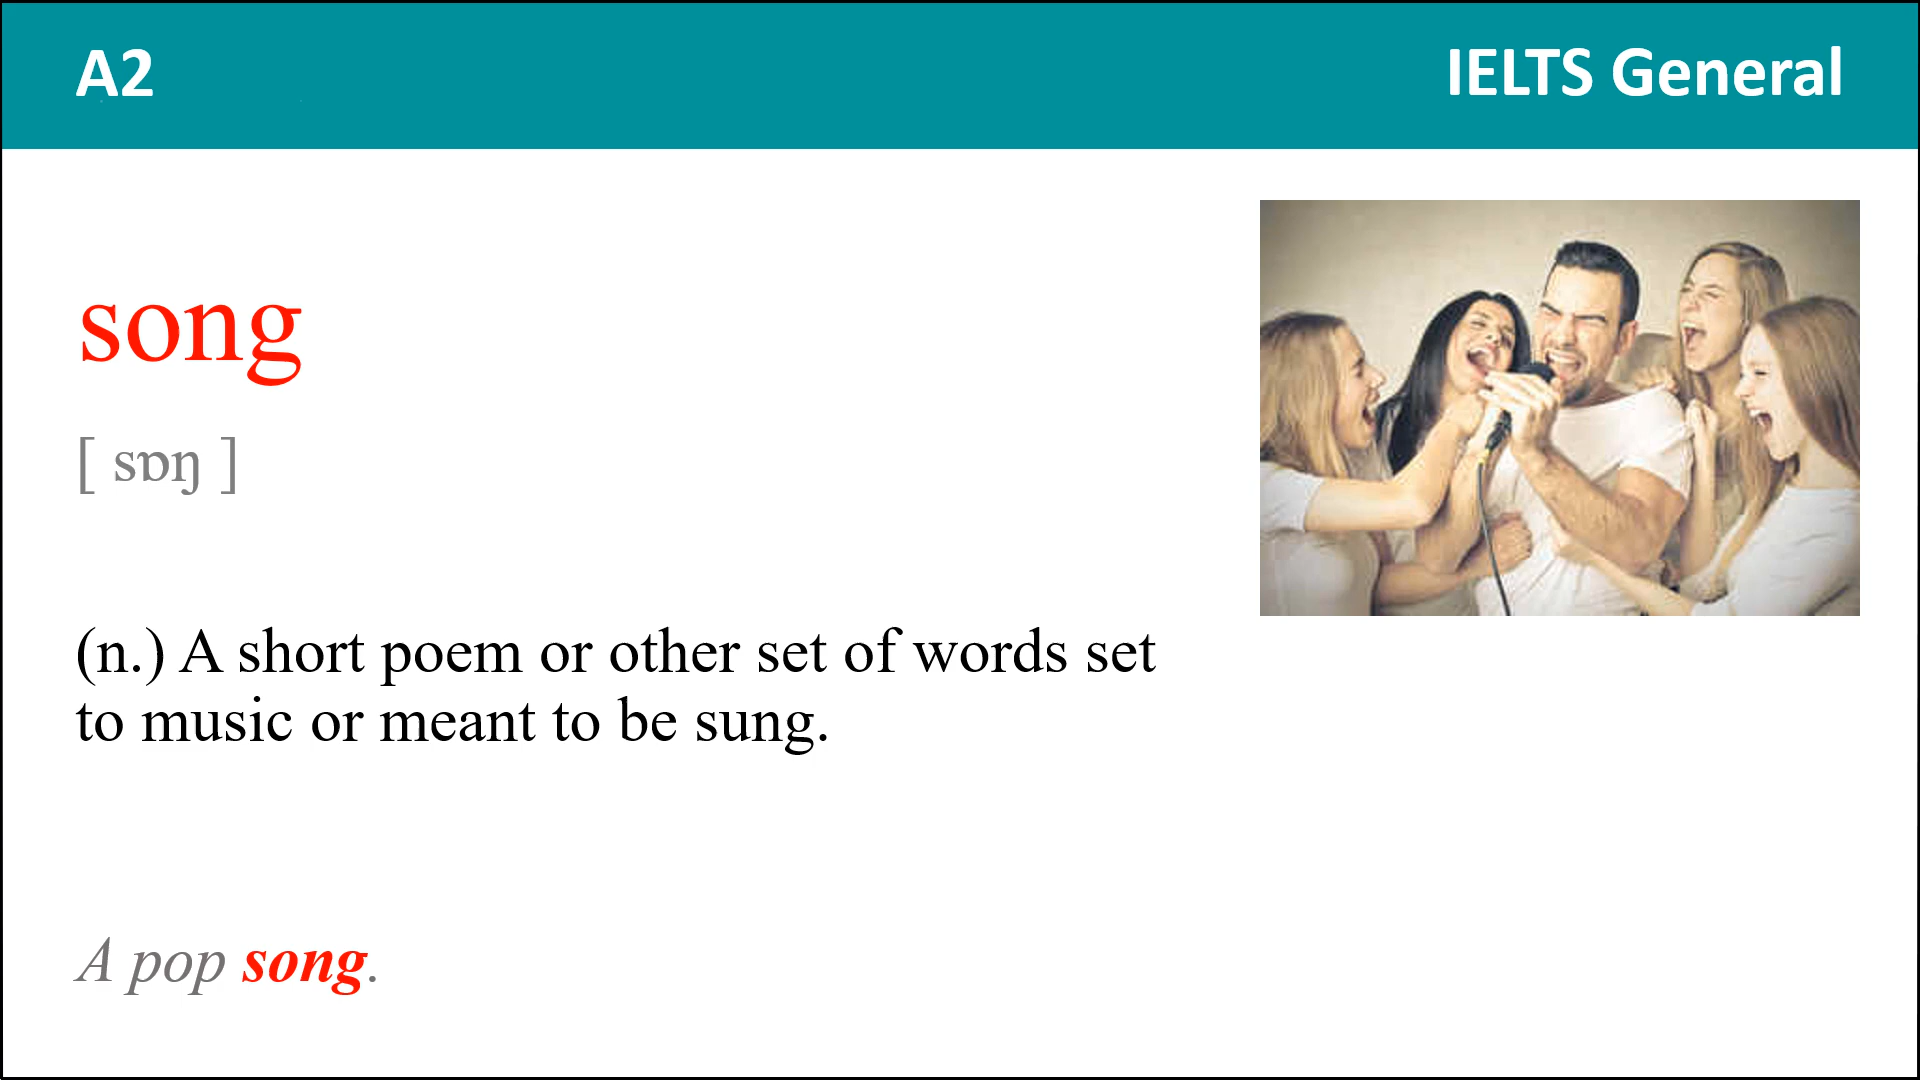 A2
IELTS General
song
[ sɒŋ ]
(n.) A short poem or other set of words set
to music or meant to be sung.
A pop song.